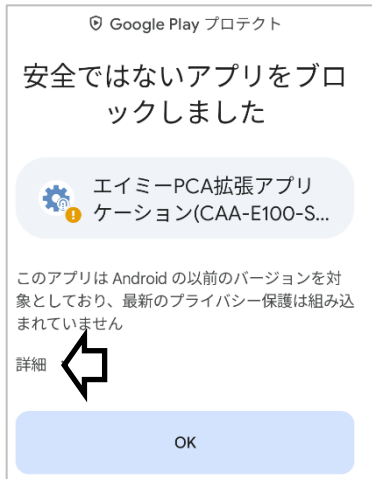 Google Play プロテクト
安全ではないアプリをブロ
ックしました
エイミーPCA拡張アプリ
ケーション(CAA-E100-S...
このアプリは Android の以前のバージョンを対
象としており、最新のプライバシー保護は組み込
まれていません
詳細
OK